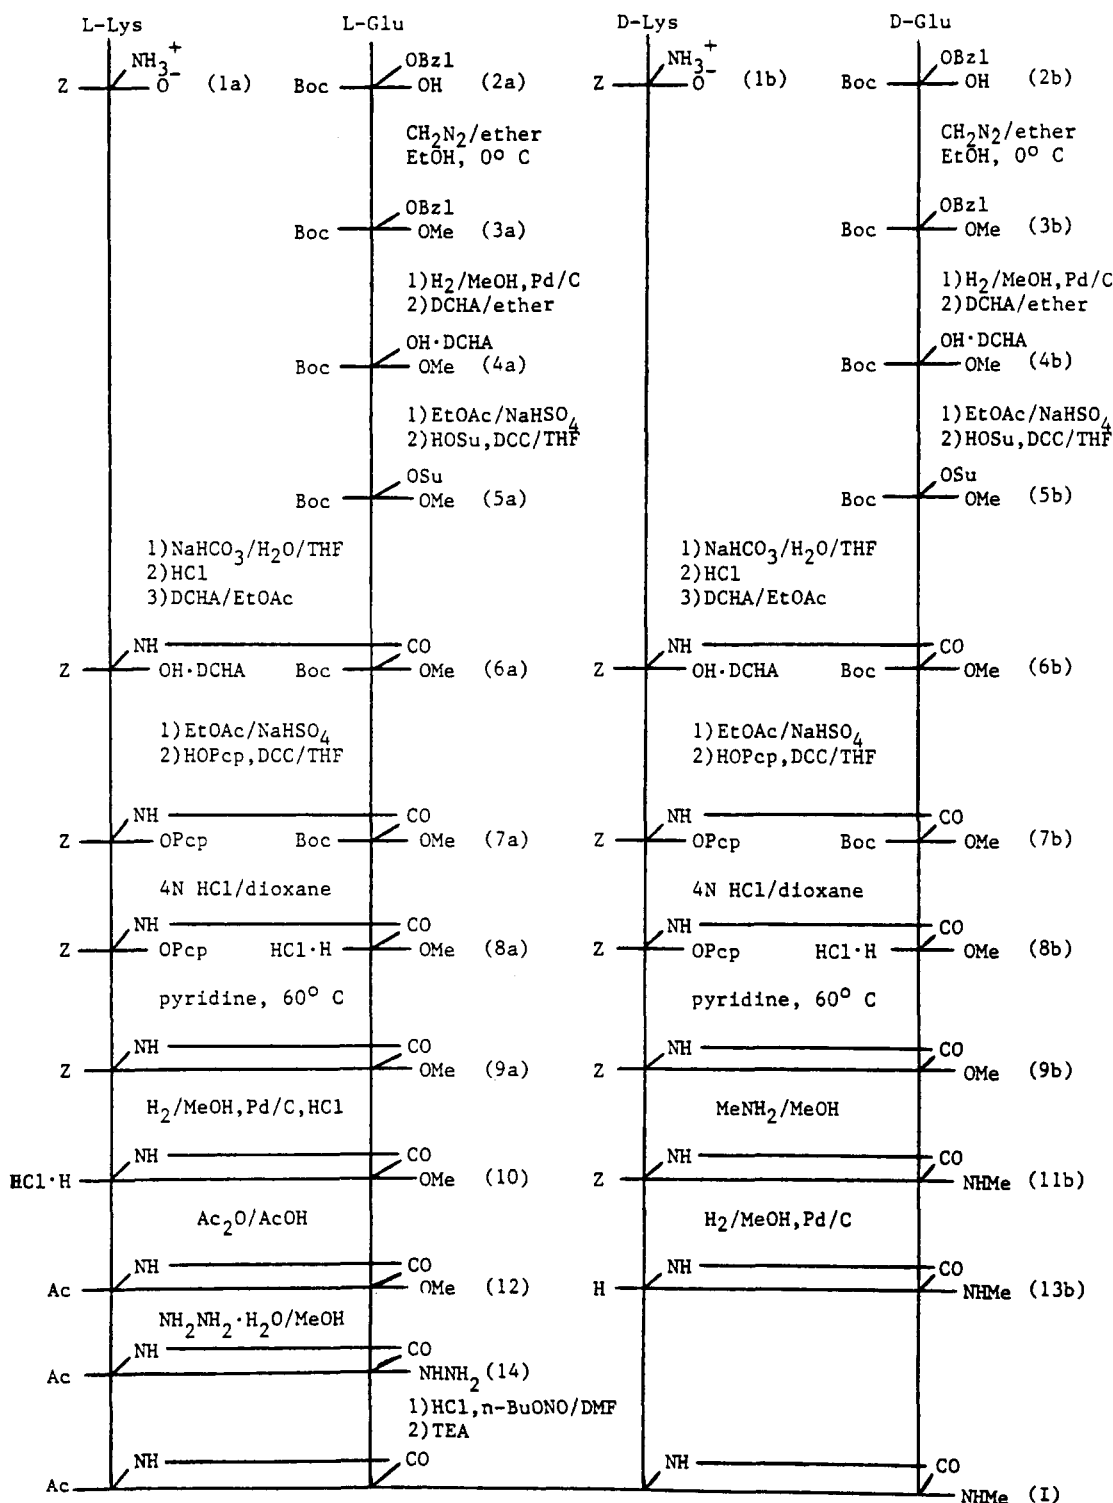 L-Lys L-Glu D-Lys D-Glu
NH3+ OBzl NH3+ OBzl
Z O- (1a) Boc OH (2a) Z O- (1b) Boc OH (2b)
CH2N2/ether CH2N2/ether
EtOH, 0° C EtOH, 0° C
OBzl OBzl
Boc OMe (3a) Boc OMe (3b)
1)H2/MeOH,Pd/C 1)H2/MeOH,Pd/C
2)DCHA/ether 2)DCHA/ether
OH·DCHA OH·DCHA
Boc OMe (4a) Boc OMe (4b)
1)EtOAc/NaHSO4 1)EtOAc/NaHSO4
2)HOSu,DCC/THF 2)HOSu,DCC/THF
OSu OSu
Boc OMe (5a) Boc OMe (5b)
1)NaHCO3/H2O/THF 1)NaHCO3/H2O/THF
2)HCl 2)HCl
3)DCHA/EtOAc 3)DCHA/EtOAc
NH CO NH CO
Z OH·DCHA Boc OMe (6a) Z OH·DCHA Boc OMe (6b)
1)EtOAc/NaHSO4 1)EtOAc/NaHSO4
2)HOPcp,DCC/THF 2)HOPcp,DCC/THF
NH CO NH CO
Z OPcp Boc OMe (7a) Z OPcp Boc OMe (7b)
4N HCl/dioxane 4N HCl/dioxane
NH CO NH CO
Z OPcp HCl·H OMe (8a) Z OPcp HCl·H OMe (8b)
pyridine, 60° C pyridine, 60° C
NH CO NH CO
Z OMe (9a) Z OMe (9b)
H2/MeOH,Pd/C,HCl MeNH2/MeOH
NH CO NH CO
HCl·H OMe (10) Z NHMe (11b)
Ac2O/AcOH H2/MeOH,Pd/C
NH CO NH CO
Ac OMe (12) H NHMe (13b)
NH2NH2·H2O/MeOH
NH CO
Ac NHNH2 (14)
1)HCl,n-BuONO/DMF
2)TEA
NH CO NH CO
Ac NHMe (I)